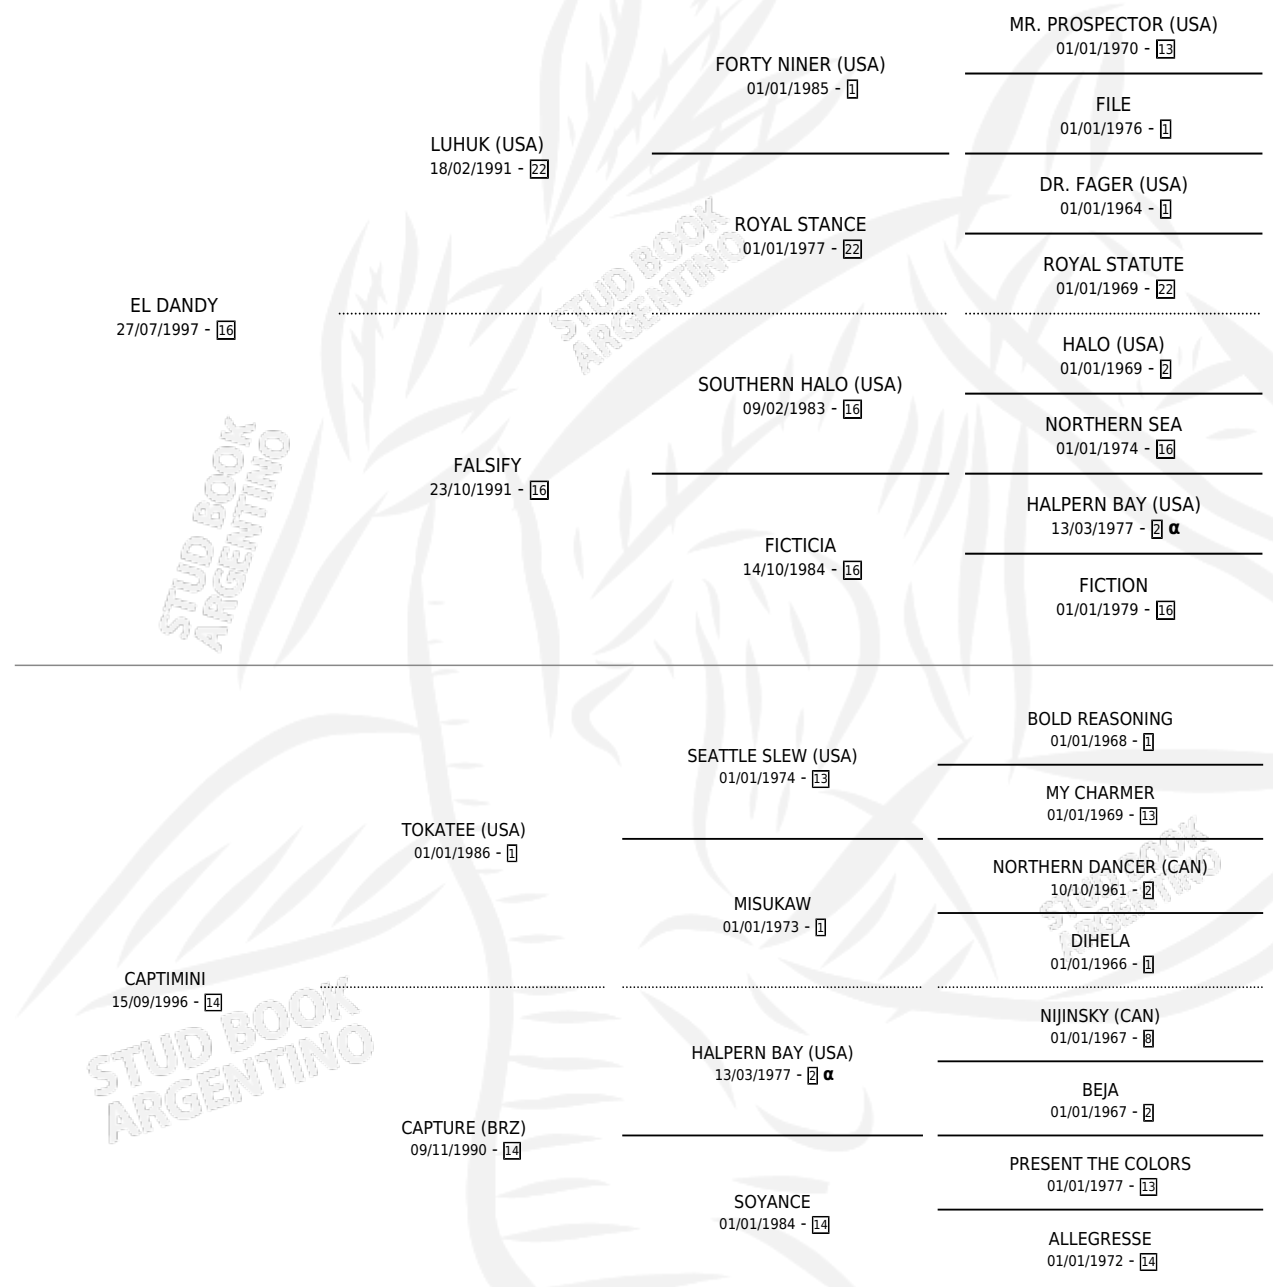 MR. PROSPECTOR (USA)
01/01/1970 - 13
FORTY NINER (USA)
01/01/1985 - 1
FILE
01/01/1976 - 1
LUHUK (USA)
18/02/1991 - 22
DR. FAGER (USA)
01/01/1964 - 1
ROYAL STANCE
01/01/1977 - 22
ROYAL STATUTE
01/01/1969 - 22
EL DANDY
27/07/1997 - 16
HALO (USA)
01/01/1969 - 2
SOUTHERN HALO (USA)
09/02/1983 - 16
NORTHERN SEA
01/01/1974 - 16
FALSIFY
23/10/1991 - 16
HALPERN BAY (USA)
13/03/1977 - 2 α
FICTICIA
14/10/1984 - 16
FICTION
01/01/1979 - 16
BOLD REASONING
01/01/1968 - 1
SEATTLE SLEW (USA)
01/01/1974 - 13
MY CHARMER
01/01/1969 - 13
TOKATEE (USA)
01/01/1986 - 1
NORTHERN DANCER (CAN)
10/10/1961 - 2
MISUKAW
01/01/1973 - 1
DIHELA
01/01/1966 - 1
CAPTIMINI
15/09/1996 - 14
NIJINSKY (CAN)
01/01/1967 - 8
HALPERN BAY (USA)
13/03/1977 - 2 α
BEJA
01/01/1967 - 2
CAPTURE (BRZ)
09/11/1990 - 14
PRESENT THE COLORS
01/01/1977 - 13
SOYANCE
01/01/1984 - 14
ALLEGRESSE
01/01/1972 - 14
STUD BOOK
ARGENTINO
STUD BOOK
ARGENTINO
STUD BOOK
ARGENTINO
STUD BOOK
ARGENTINO